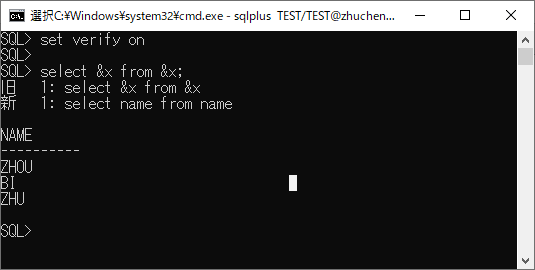 選択C:¥Windows¥system32¥cmd.exe - sqlplus  TEST/TEST@zhuchen...
SQL> set verify on
SQL>
SQL> select &x from &x;
旧   1: select &x from &x
新   1: select name from name
NAME
----------
ZHOU
BI
ZHU
SQL>